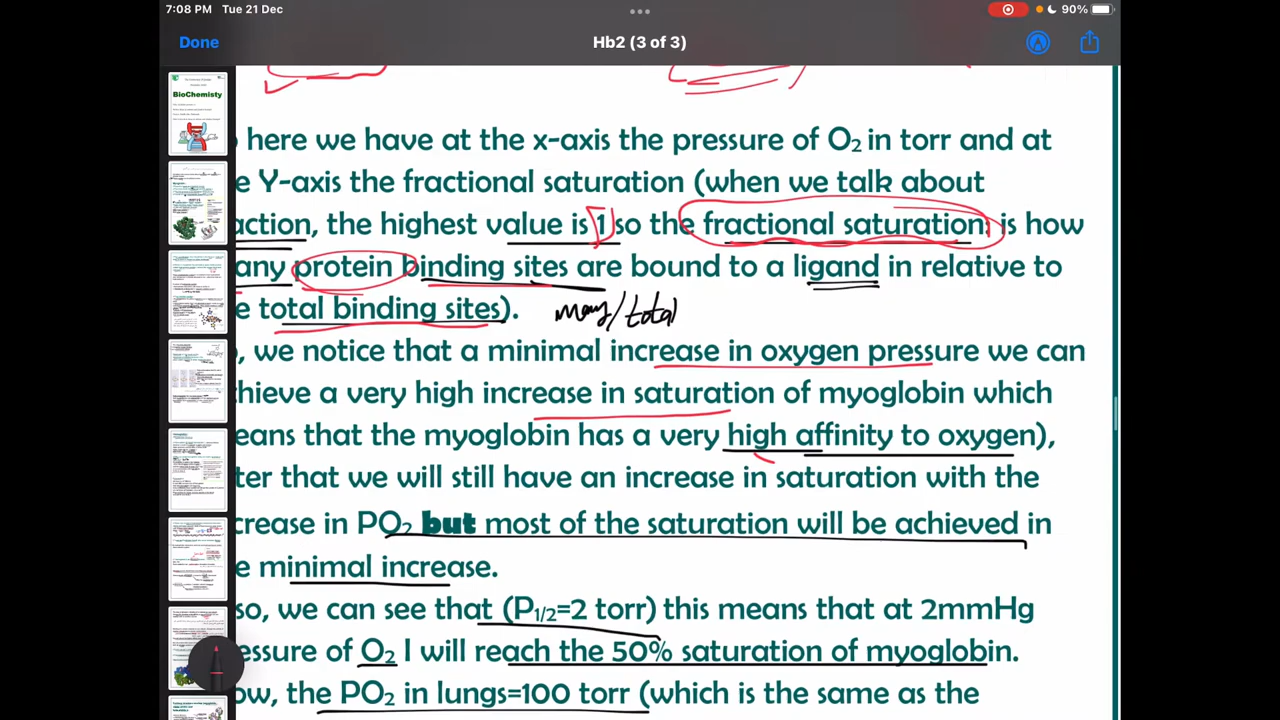 7:08 PM Tue 21 Dec
90%
Done
Hb2 (3 of 3)
BioChemisty
here we have at the x-axis the pressure of O₂ in torr and at
e Y-axis the fractional saturation (when we talk about
action, the highest value is 1 so the fractional saturation is how
any protein binding sites are bound to a ligand relative to
e total binding sites).
many/total
, we notice that a minimal increase in oxygen pressure we can
hieve a very high increase in saturation of myoglobin which
eans that the myoglobin have very high affinity to oxygen)
ter that we will still have an increase in saturation with the
crease in PO₂ but most of the saturation will be achieved in
e minimal increase.
so, we can see that (P1/2=2 torr) this means that at 2mmHg
essure of O₂ I will reach the 50% saturation of myoglobin.
ow, the PO₂ in lungs=100 torr (which is the same as the